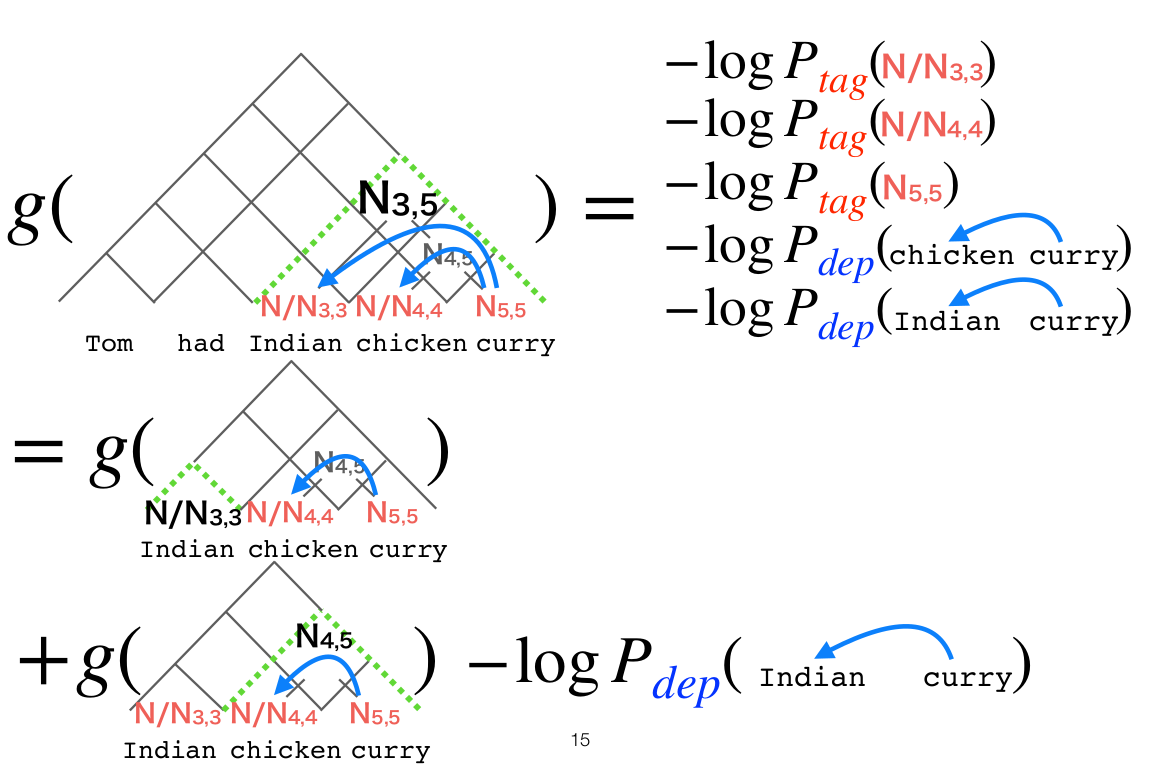 g( N3,5 N4,5 N/N3,3 N/N4,4 N5,5 ) =
Tom had Indian chicken curry
−log Ptag(N/N3,3)
−log Ptag(N/N4,4)
−log Ptag(N5,5)
−log Pdep(chicken curry)
−log Pdep(Indian curry)
= g( N4,5 N/N3,3 N/N4,4 N5,5 )
Indian chicken curry
+g( N4,5 N/N3,3 N/N4,4 N5,5 ) −log Pdep( Indian curry)
Indian chicken curry
15